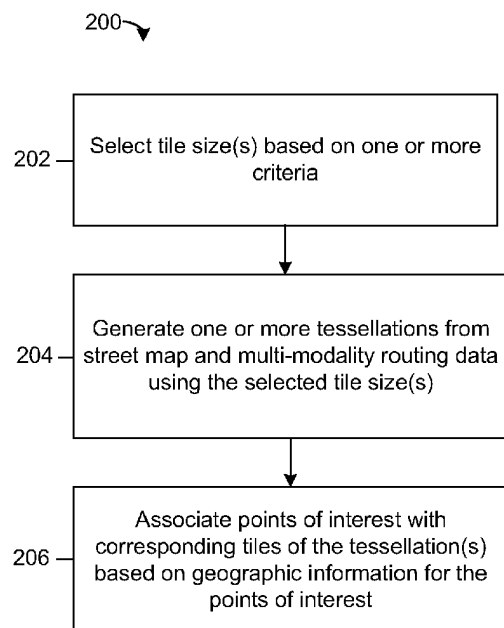 200
202
Select tile size(s) based on one or more
criteria
204
Generate one or more tessellations from
street map and multi-modality routing data
using the selected tile size(s)
206
Associate points of interest with
corresponding tiles of the tessellation(s)
based on geographic information for the
points of interest